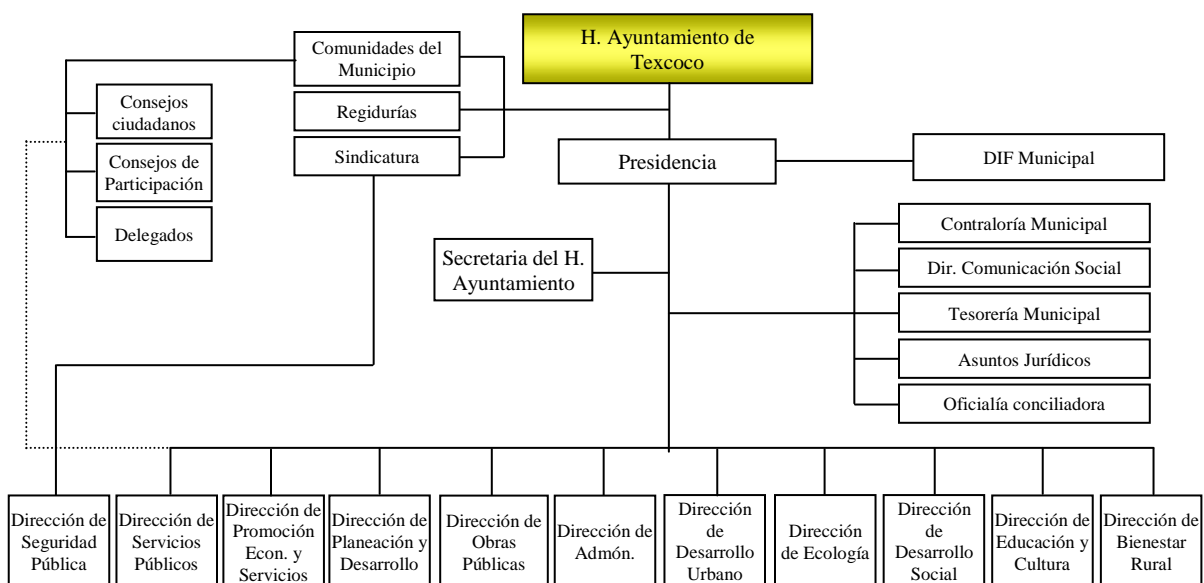 H. Ayuntamiento de
Texcoco
Comunidades del
Municipio
Regidurías
Sindicatura
Consejos
ciudadanos
Consejos de
Participación
Delegados
Presidencia
DIF Municipal
Secretaria del H.
Ayuntamiento
Contraloría Municipal
Dir. Comunicación Social
Tesorería Municipal
Asuntos Jurídicos
Oficialía conciliadora
Dirección de
Seguridad
Pública
Dirección de
Servicios
Públicos
Dirección de
Promoción
Econ. y
Servicios
Dirección de
Planeación y
Desarrollo
Dirección de
Obras
Públicas
Dirección
de Admón.
Dirección
de
Desarrollo
Urbano
Dirección
de Ecología
Dirección
de
Desarrollo
Social
Dirección de
Educación y
Cultura
Dirección de
Bienestar
Rural